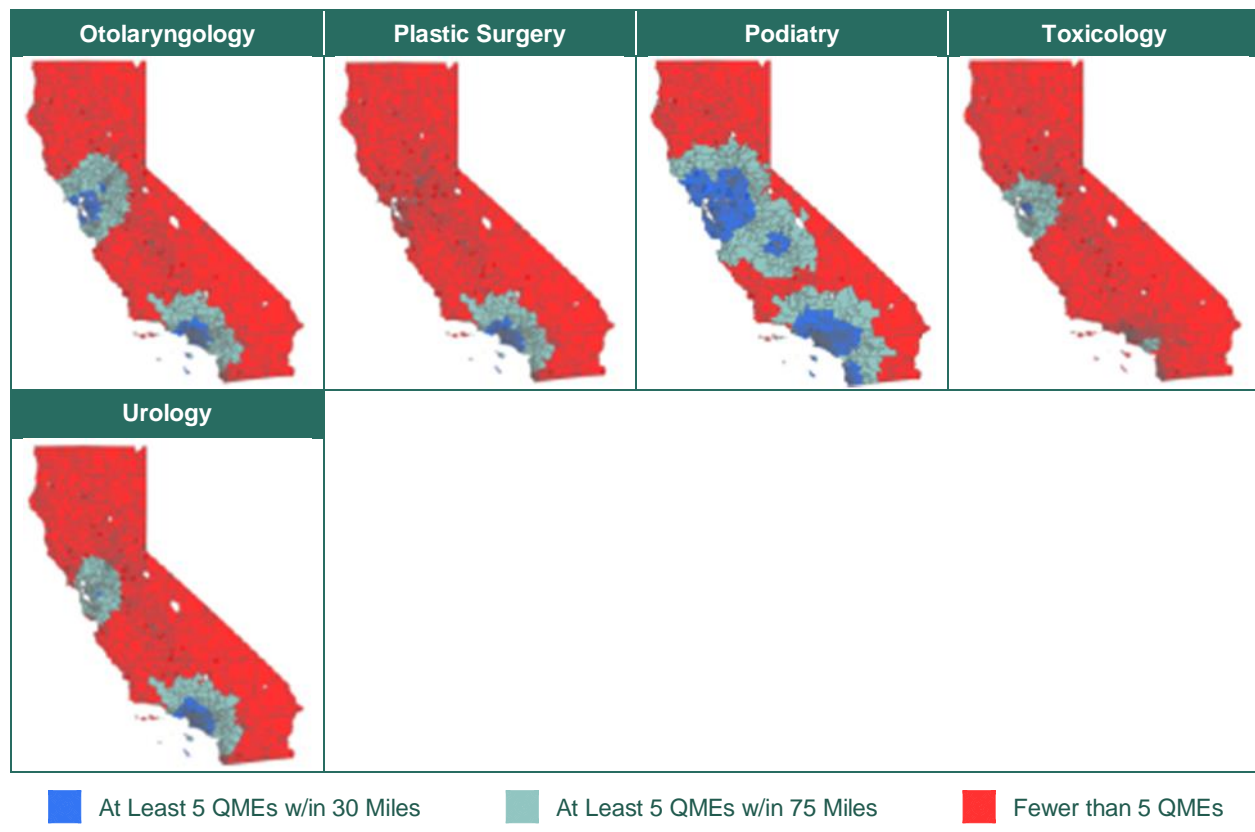 Otolaryngology
Plastic Surgery
Podiatry
Toxicology
Urology
At Least 5 QMEs w/in 30 Miles
At Least 5 QMEs w/in 75 Miles
Fewer than 5 QMEs